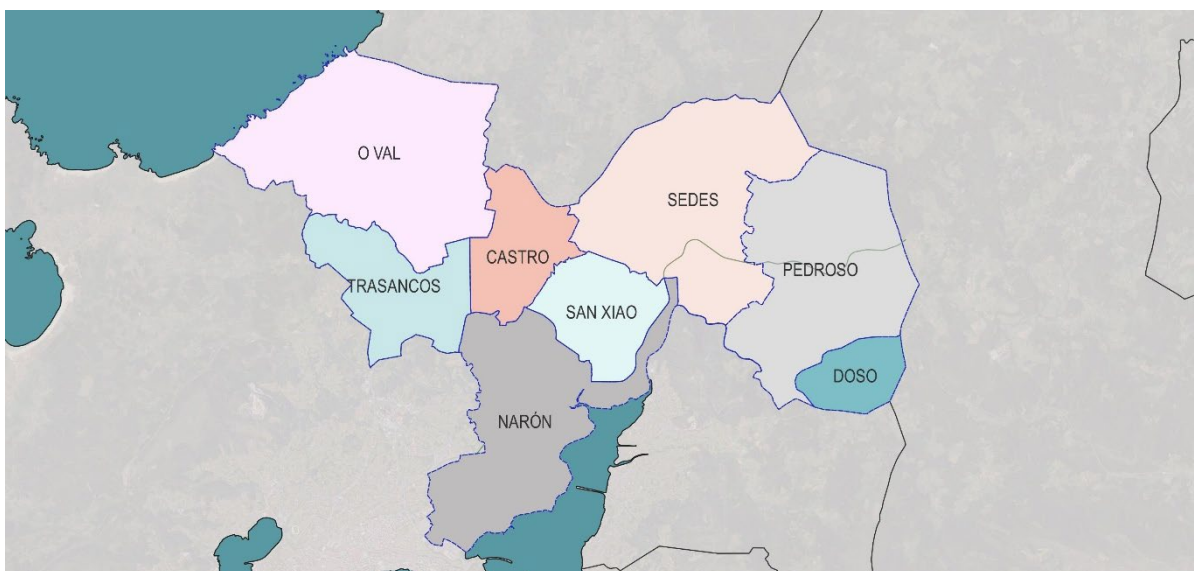 O VAL
SEDES
CASTRO
PEDROSO
TRASANCOS
SAN XIAO
DOSO
NARÓN